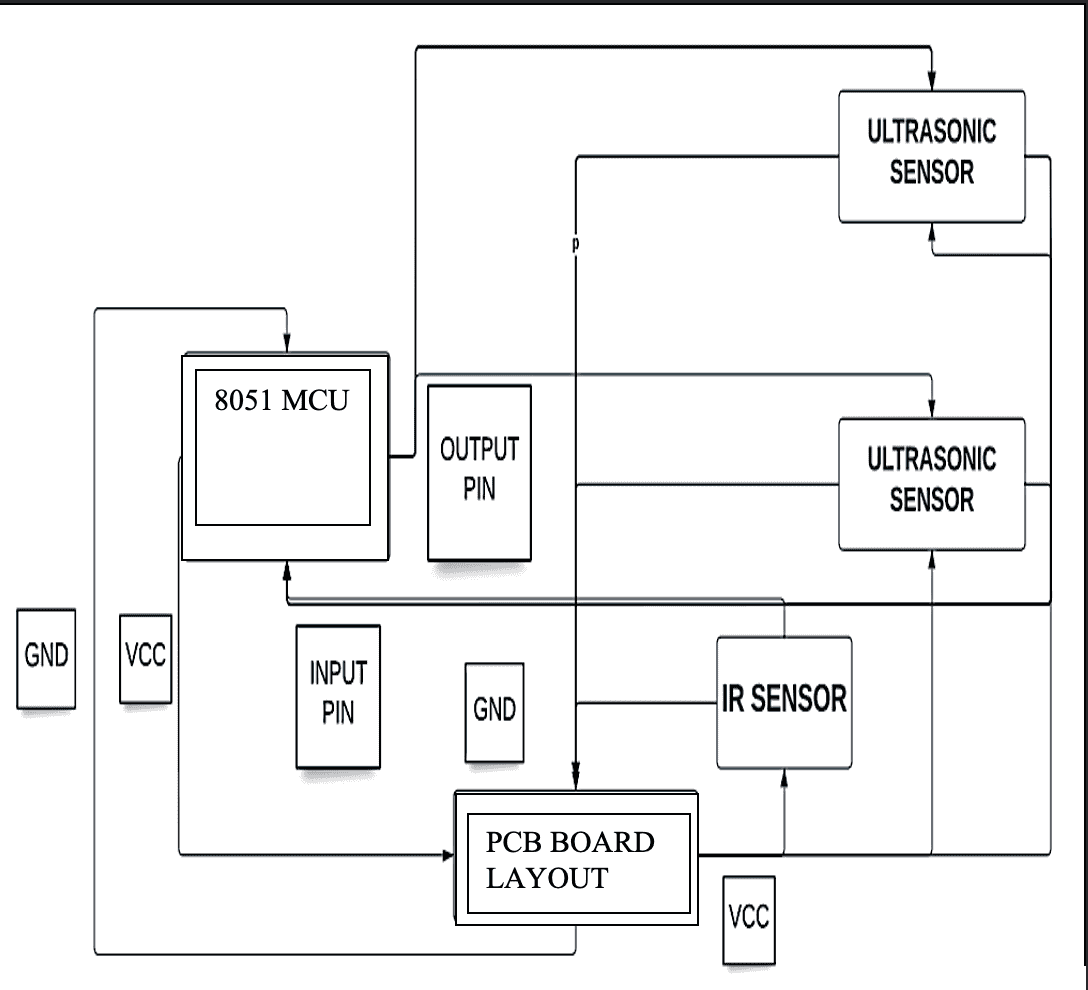 ULTRASONIC
SENSOR
p
8051 MCU
OUTPUT
PIN
ULTRASONIC
SENSOR
GND
VCC
INPUT
PIN
GND
IR SENSOR
PCB BOARD
LAYOUT
VCC